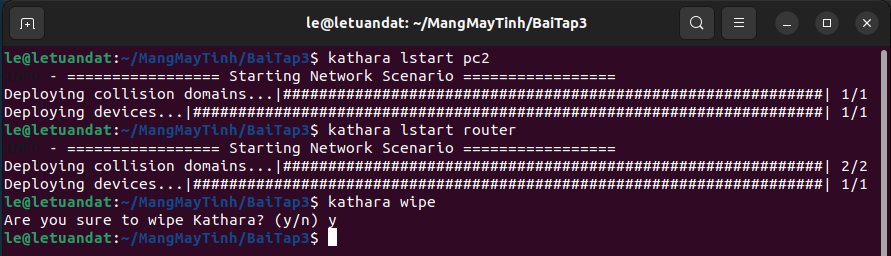 le@letuandat: ~/MangMayTinh/BaiTap3
le@letuandat:~/MangMayTinh/BaiTap3$ kathara lstart pc2
- ================= Starting Network Scenario =================
Deploying collision domains...|############################################################| 1/1
Deploying devices...|######################################################################| 1/1
le@letuandat:~/MangMayTinh/BaiTap3$ kathara lstart router
- ================= Starting Network Scenario =================
Deploying collision domains...|############################################################| 2/2
Deploying devices...|######################################################################| 1/1
le@letuandat:~/MangMayTinh/BaiTap3$ kathara wipe
Are you sure to wipe Kathara? (y/n) y
le@letuandat:~/MangMayTinh/BaiTap3$